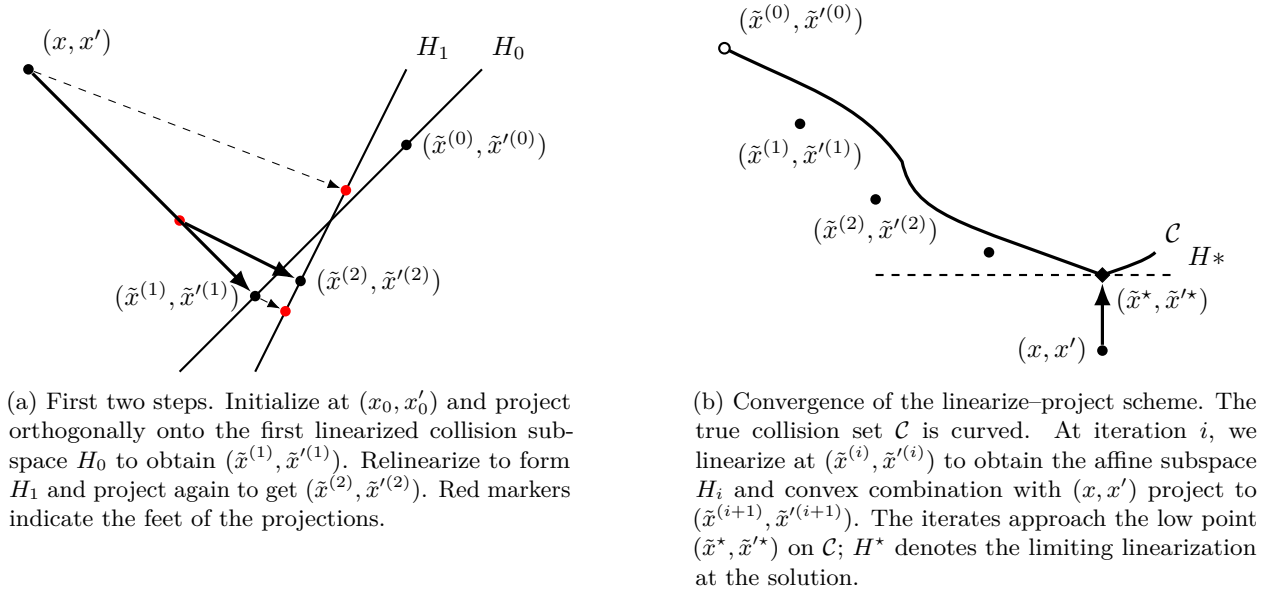 (x, x′)
H₁
H₀
(x̃⁽⁰⁾, x̃′⁽⁰⁾)
(x̃⁽¹⁾, x̃′⁽¹⁾)
(x̃⁽²⁾, x̃′⁽²⁾)
(a) First two steps. Initialize at (x₀, x′₀) and project
orthogonally onto the first linearized collision sub-
space H₀ to obtain (x̃⁽¹⁾, x̃′⁽¹⁾). Relinearize to form
H₁ and project again to get (x̃⁽²⁾, x̃′⁽²⁾). Red markers
indicate the feet of the projections.
(x̃⁽⁰⁾, x̃′⁽⁰⁾)
(x̃⁽¹⁾, x̃′⁽¹⁾)
(x̃⁽²⁾, x̃′⁽²⁾)
𝒞
H∗
(x̃⋆, x̃′⋆)
(x, x′)
(b) Convergence of the linearize–project scheme. The
true collision set 𝒞 is curved. At iteration i, we
linearize at (x̃⁽ⁱ⁾, x̃′⁽ⁱ⁾) to obtain the affine subspace
Hᵢ and convex combination with (x, x′) project to
(x̃⁽ⁱ⁺¹⁾, x̃′⁽ⁱ⁺¹⁾). The iterates approach the low point
(x̃⋆, x̃′⋆) on 𝒞; H⋆ denotes the limiting linearization
at the solution.